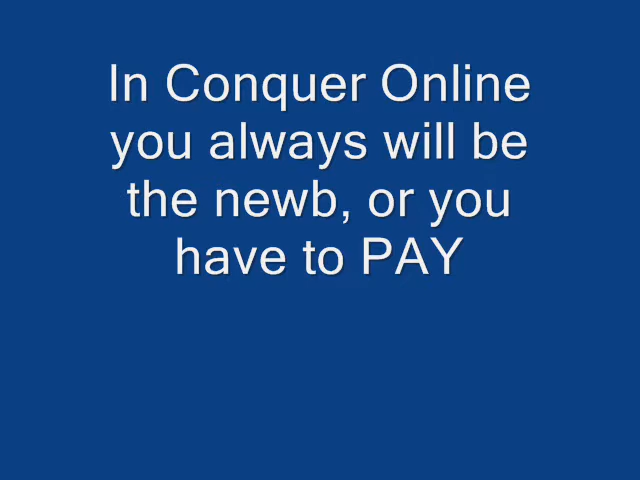 In Conquer Online
you always will be
the newb, or you
have to PAY